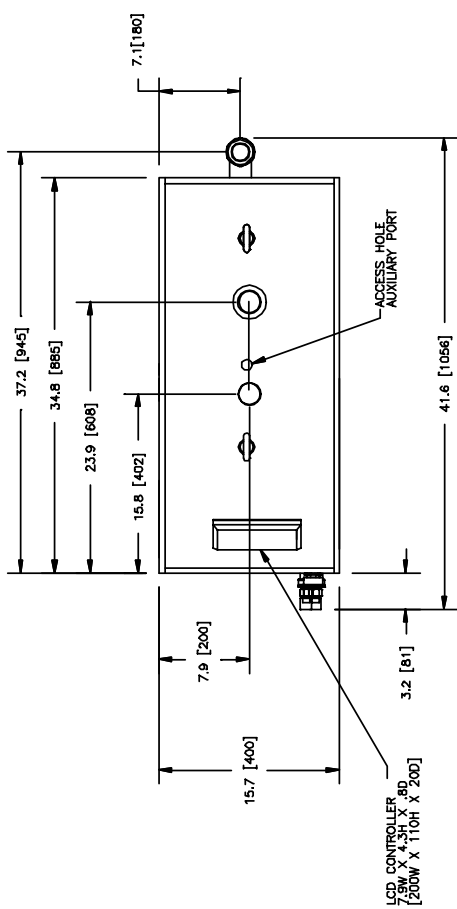 7.1[180]
37.2 [945]
34.8 [885]
23.9 [608]
15.8 [402]
ACCESS HOLE
AUXILIARY PORT
41.6 [1056]
3.2 [81]
7.9 [200]
15.7 [400]
LCD CONTROLLER
7.9W X 4.3H X .8D
[200W X 110H X 20D]